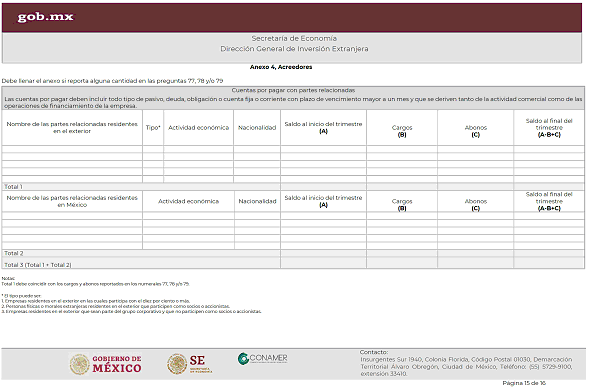 gob.mx
Secretaría de Economía
Dirección General de Inversión Extranjera
Anexo 4, Acreedores
Debe llenar el anexo si reporta alguna cantidad en las preguntas 77, 78 y/o 79
Cuentas por pagar con partes relacionadas
Las cuentas por pagar deben incluir todo tipo de pasivo, deuda, obligación o cuenta fija o corriente con plazo de vencimiento mayor a un mes y que se deriven tanto de la actividad comercial como de las
operaciones de financiamiento de la empresa.
Nombre de las partes relacionadas residentes en el exterior Tipo* Actividad económica Nacionalidad Saldo al inicio del trimestre (A) Cargos (B) Abonos (C) Saldo al final del trimestre (A-B+C)
Total 1
Nombre de las partes relacionadas residentes en México Actividad económica Nacionalidad Saldo al inicio del trimestre (A) Cargos (B) Abonos (C) Saldo al final del trimestre (A-B+C)
Total 2
Total 3 (Total 1 + Total 2)
Notas:
Total 1 debe coincidir con los cargos y abonos reportados en los numerales 77, 78 y/o 79.
* El tipo puede ser:
1. Empresas residentes en el exterior en las cuales participa con el diez por ciento o más.
2. Personas físicas o morales extranjeras residentes en el exterior que participen como socios o accionistas.
3. Empresas residentes en el exterior que sean parte del grupo corporativo y que no participen como socios o accionistas.
GOBIERNO DE
MÉXICO
SE
SECRETARÍA
DE ECONOMÍA
CONAMER
Contacto:
Insurgentes Sur 1940, Colonia Florida, Código Postal 01030, Demarcación
Territorial Álvaro Obregón, Ciudad de México, Teléfono: (55) 5729-9100,
extensión 33410.
Página 15 de 16